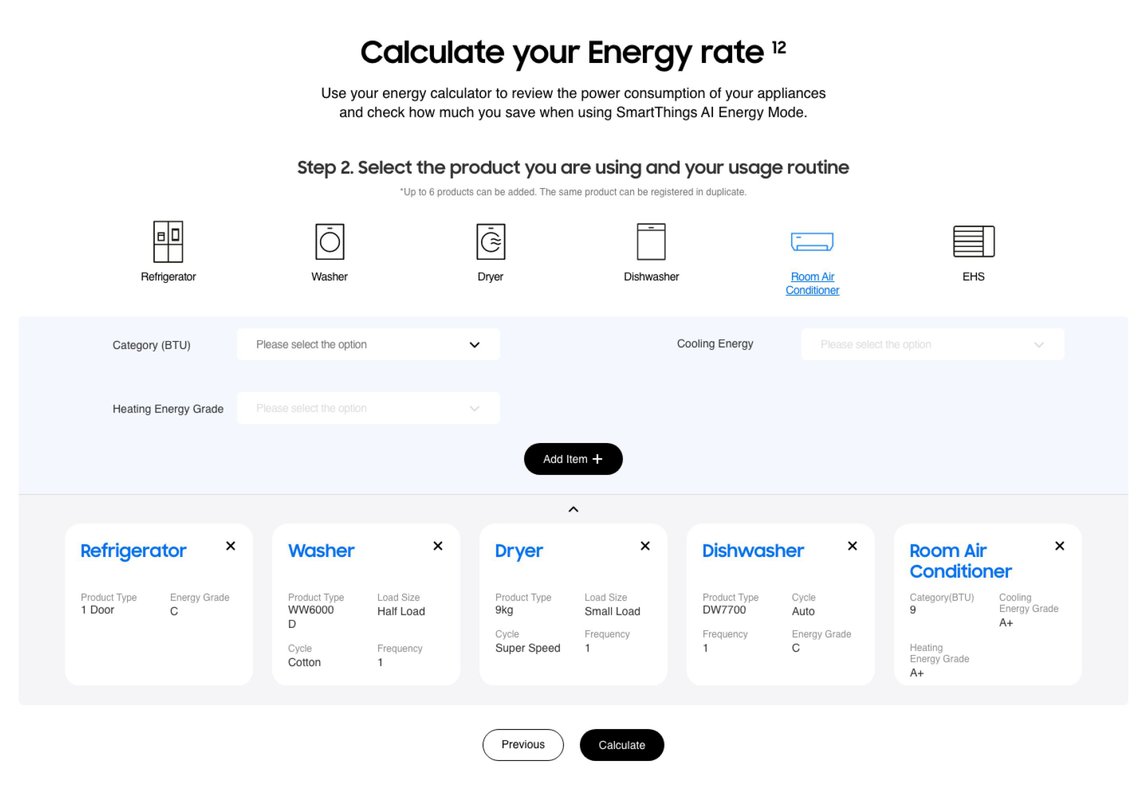 Calculate your Energy rate 12
Use your energy calculator to review the power consumption of your appliances
and check how much you save when using SmartThings AI Energy Mode.
Step 2. Select the product you are using and your usage routine
*Up to 6 products can be added. The same product can be registered in duplicate.
Refrigerator
Washer
Dryer
Dishwasher
Room Air
Conditioner
EHS
Category (BTU)
Please select the option
Cooling Energy
Please select the option
Heating Energy Grade
Please select the option
Add Item +
Refrigerator
Product Type
1 Door
Energy Grade
C
Washer
Product Type
WW6000
D
Load Size
Half Load
Cycle
Cotton
Frequency
1
Dryer
Product Type
9kg
Load Size
Small Load
Cycle
Super Speed
Frequency
1
Dishwasher
Product Type
DW7700
Cycle
Auto
Frequency
1
Energy Grade
C
Room Air
Conditioner
Category(BTU)
9
Cooling
Energy Grade
A+
Heating
Energy Grade
A+
Previous
Calculate